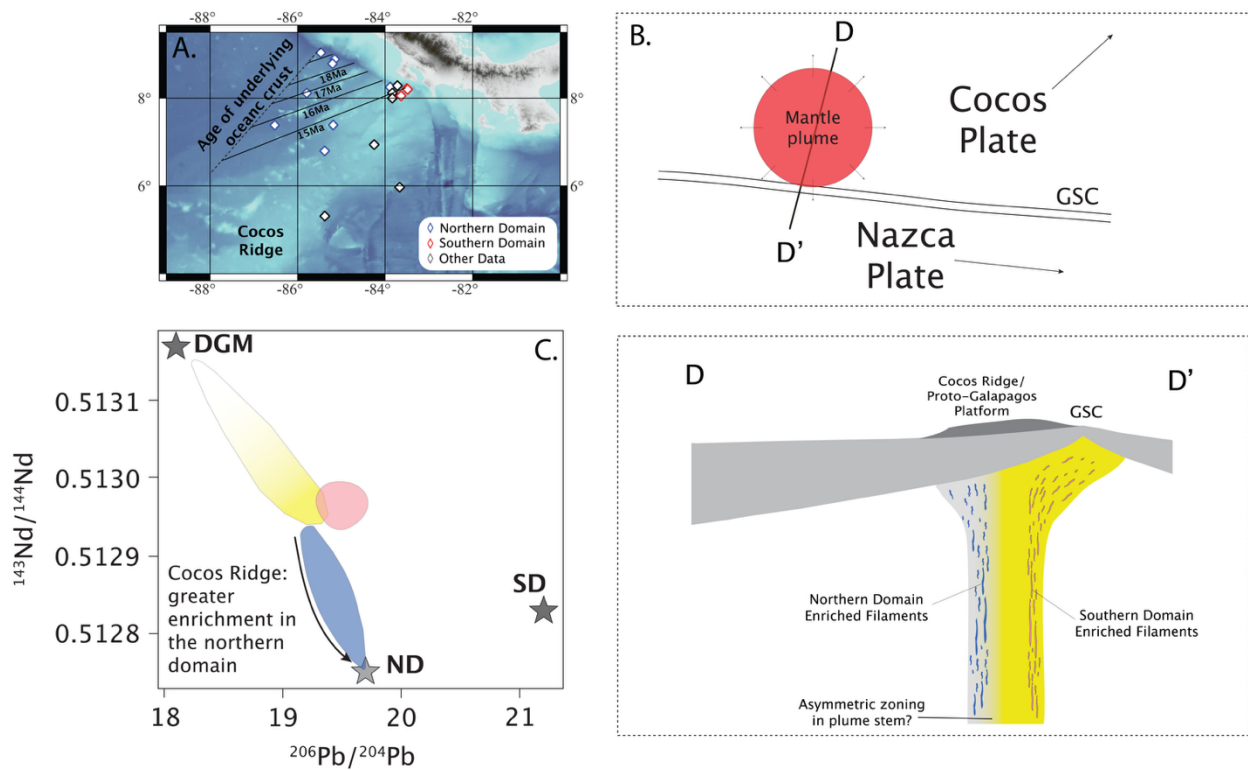 -88°
-86°
-84°
-82°
A.
Age of underlying
oceanc crust
18Ma
17Ma
16Ma
15Ma
8°
8°
6°
6°
Cocos
Ridge
Northern Domain
Southern Domain
Other Data
-88°
-86°
-84°
-82°
B.
D
Mantle
plume
Cocos
Plate
GSC
D'
Nazca
Plate
C.
DGM
0.5131
0.5130
0.5129
0.5128
143Nd/144Nd
Cocos Ridge:
greater
enrichment in
the northern
domain
SD
ND
18
19
20
21
206Pb/204Pb
D
D'
Cocos Ridge/
Proto-Galapagos
Platform
GSC
Northern Domain
Enriched Filaments
Southern Domain
Enriched Filaments
Asymmetric zoning
in plume stem?